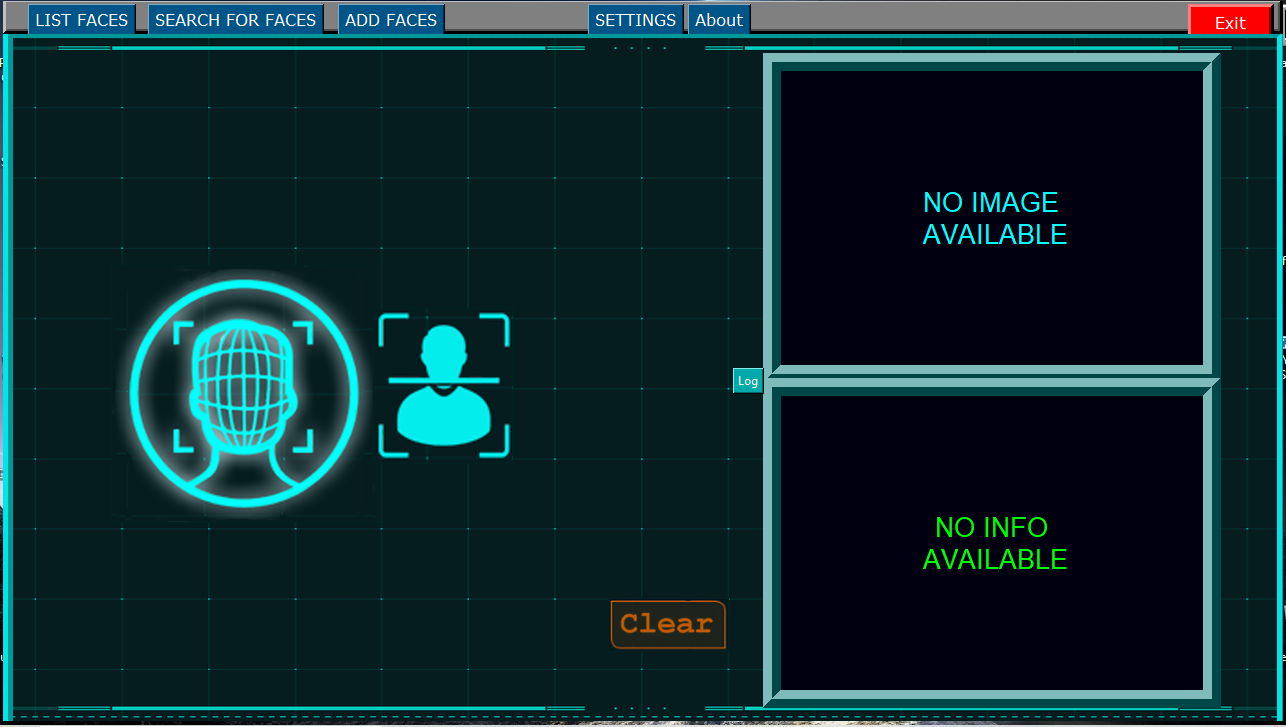 LIST FACES
SEARCH FOR FACES
ADD FACES
SETTINGS
About
Exit
NO IMAGE
AVAILABLE
Log
NO INFO
AVAILABLE
Clear